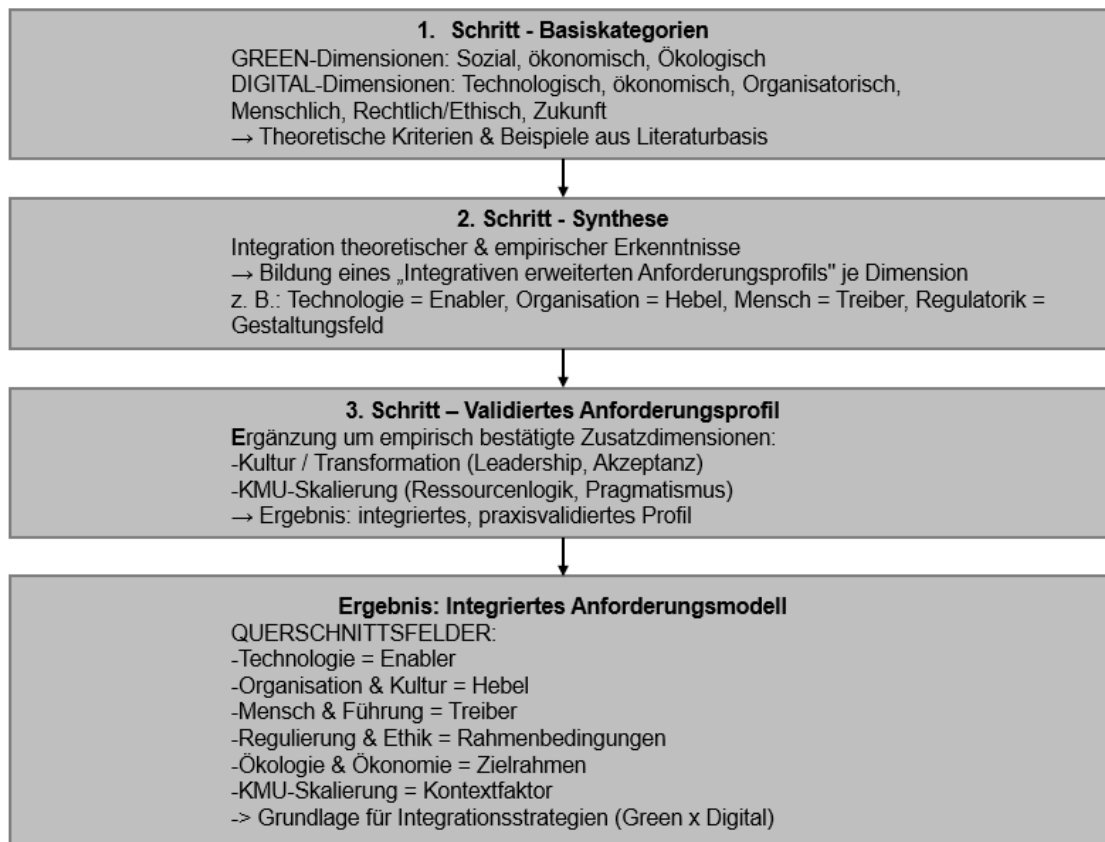 1. Schritt - Basiskategorien
GREEN-Dimensionen: Sozial, ökonomisch, Ökologisch
DIGITAL-Dimensionen: Technologisch, ökonomisch, Organisatorisch,
Menschlich, Rechtlich/Ethisch, Zukunft
→ Theoretische Kriterien & Beispiele aus Literaturbasis
2. Schritt - Synthese
Integration theoretischer & empirischer Erkenntnisse
→ Bildung eines „Integrativen erweiterten Anforderungsprofils" je Dimension
z. B.: Technologie = Enabler, Organisation = Hebel, Mensch = Treiber, Regulatorik =
Gestaltungsfeld
3. Schritt – Validiertes Anforderungsprofil
Ergänzung um empirisch bestätigte Zusatzdimensionen:
-Kultur / Transformation (Leadership, Akzeptanz)
-KMU-Skalierung (Ressourcenlogik, Pragmatismus)
→ Ergebnis: integriertes, praxisvalidiertes Profil
Ergebnis: Integriertes Anforderungsmodell
QUERSCHNITTSFELDER:
-Technologie = Enabler
-Organisation & Kultur = Hebel
-Mensch & Führung = Treiber
-Regulierung & Ethik = Rahmenbedingungen
-Ökologie & Ökonomie = Zielrahmen
-KMU-Skalierung = Kontextfaktor
-> Grundlage für Integrationsstrategien (Green x Digital)